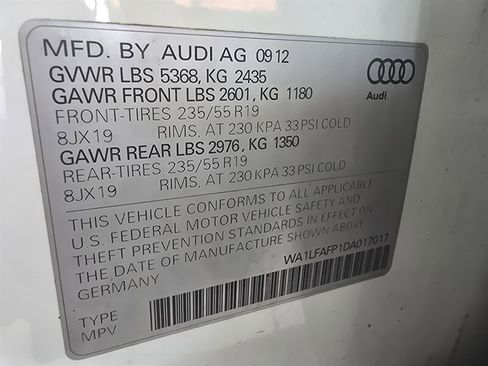 MFD. BY AUDI AG 09 12
GVWR LBS 5368, KG 2435
GAWR FRONT LBS 2601, KG 1180
FRONT-TIRES 235/55 R19
8JX19 RIMS. AT 230 KPA 33 PSI COLD
GAWR REAR LBS 2976, KG 1350
REAR-TIRES 235/55 R19
8JX19 RIMS. AT 230 KPA 33 PSI COLD
Audi
THIS VEHICLE CONFORMS TO ALL APPLICABLE
U.S. FEDERAL MOTOR VEHICLE SAFETY AND
THEFT PREVENTION STANDARDS IN EFFECT ON
THE DATE OF MANUFACTURE SHOWN ABOVE.
GERMANY
WA1LFAFP1DA017017
TYPE
MPV